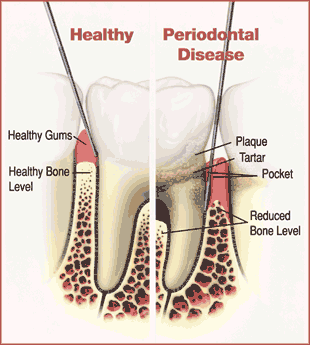 Healthy
Periodontal
Disease
Healthy Gums
Healthy Bone
Level
Plaque
Tartar
Pocket
Reduced
Bone Level